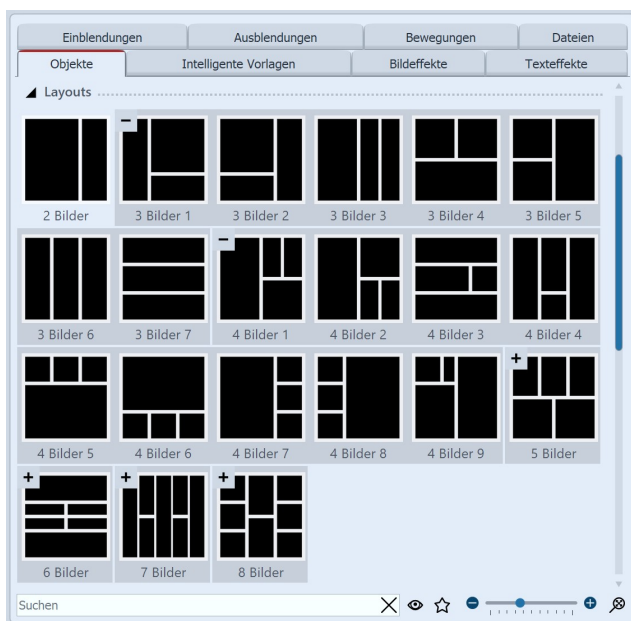 Einblendungen Ausblendungen Bewegungen Dateien
Objekte Intelligente Vorlagen Bildeffekte Texteffekte
Layouts
2 Bilder 3 Bilder 1 3 Bilder 2 3 Bilder 3 3 Bilder 4 3 Bilder 5
3 Bilder 6 3 Bilder 7 4 Bilder 1 4 Bilder 2 4 Bilder 3 4 Bilder 4
4 Bilder 5 4 Bilder 6 4 Bilder 7 4 Bilder 8 4 Bilder 9 5 Bilder
6 Bilder 7 Bilder 8 Bilder
Suchen